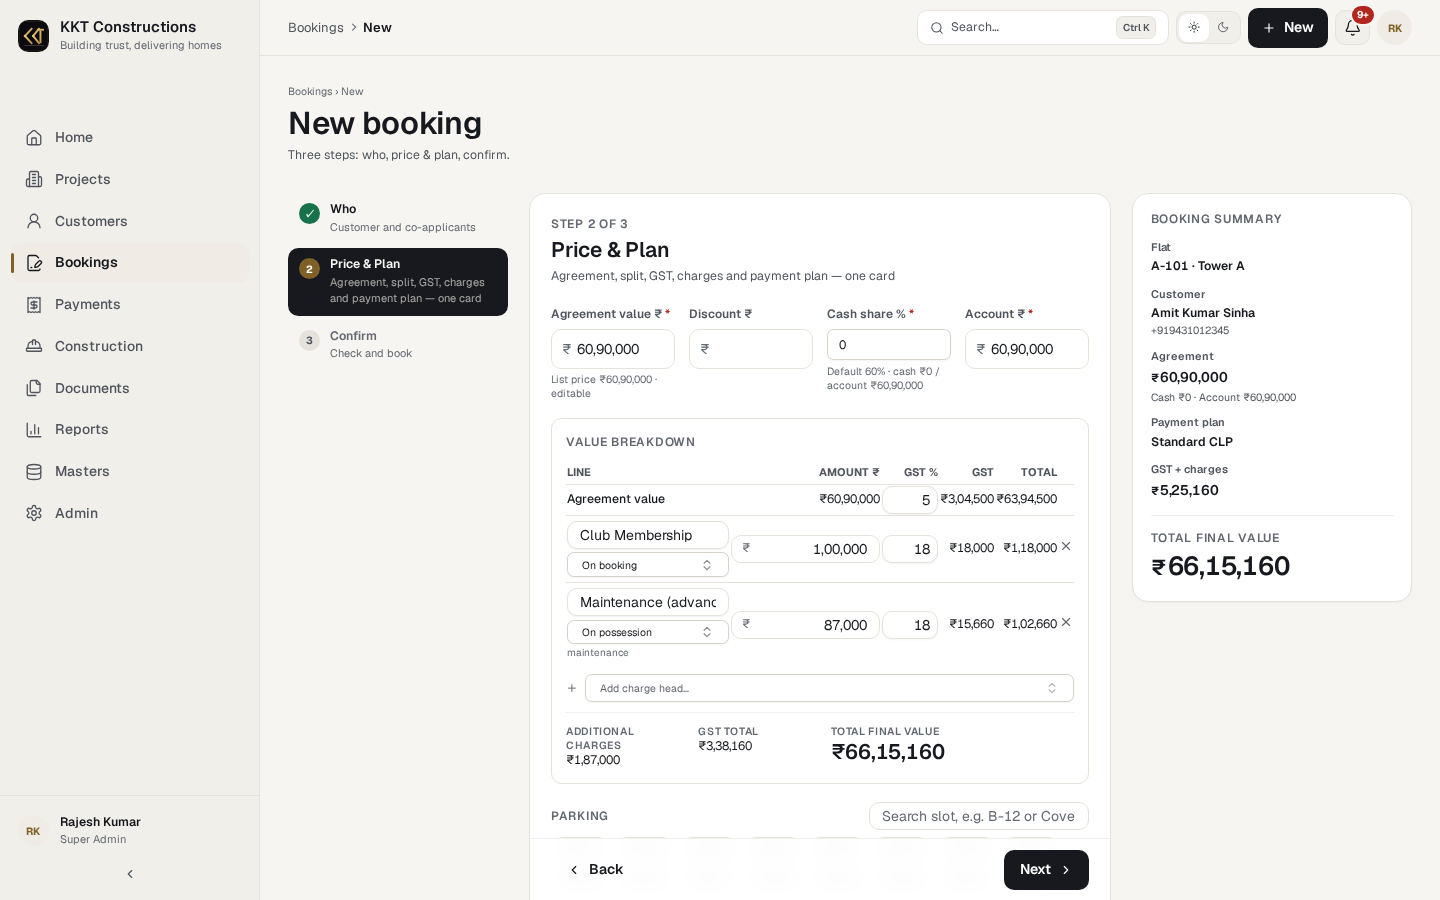 KKT Constructions
Building trust, delivering homes
Home
Projects
Customers
Bookings
Payments
Construction
Documents
Reports
Masters
Admin
RK
Rajesh Kumar
Super Admin
Bookings › New
Search...
Ctrl K
+ New
9+
RK
Bookings › New
New booking
Three steps: who, price & plan, confirm.
✓
Who
Customer and co-applicants
2
Price & Plan
Agreement, split, GST, charges
and payment plan — one card
3
Confirm
Check and book
STEP 2 OF 3
Price & Plan
Agreement, split, GST, charges and payment plan — one card
Agreement value ₹ *
Discount ₹
Cash share % *
Account ₹ *
₹ 60,90,000
₹
0
₹ 60,90,000
List price ₹60,90,000 ·
editable
Default 60% · cash ₹0 /
account ₹60,90,000
VALUE BREAKDOWN
LINE AMOUNT ₹ GST % GST TOTAL
Agreement value ₹60,90,000 5 ₹3,04,500 ₹63,94,500
Club Membership
On booking
₹ 1,00,000 18 ₹18,000 ₹1,18,000 ×
Maintenance (advanc
On possession
maintenance
₹ 87,000 18 ₹15,660 ₹1,02,660 ×
+ Add charge head...
ADDITIONAL
CHARGES
₹1,87,000
GST TOTAL
₹3,38,160
TOTAL FINAL VALUE
₹66,15,160
PARKING
Search slot, e.g. B-12 or Cove
‹ Back
Next ›
BOOKING SUMMARY
Flat
A-101 · Tower A
Customer
Amit Kumar Sinha
+919431012345
Agreement
₹60,90,000
Cash ₹0 · Account ₹60,90,000
Payment plan
Standard CLP
GST + charges
₹5,25,160
TOTAL FINAL VALUE
₹66,15,160